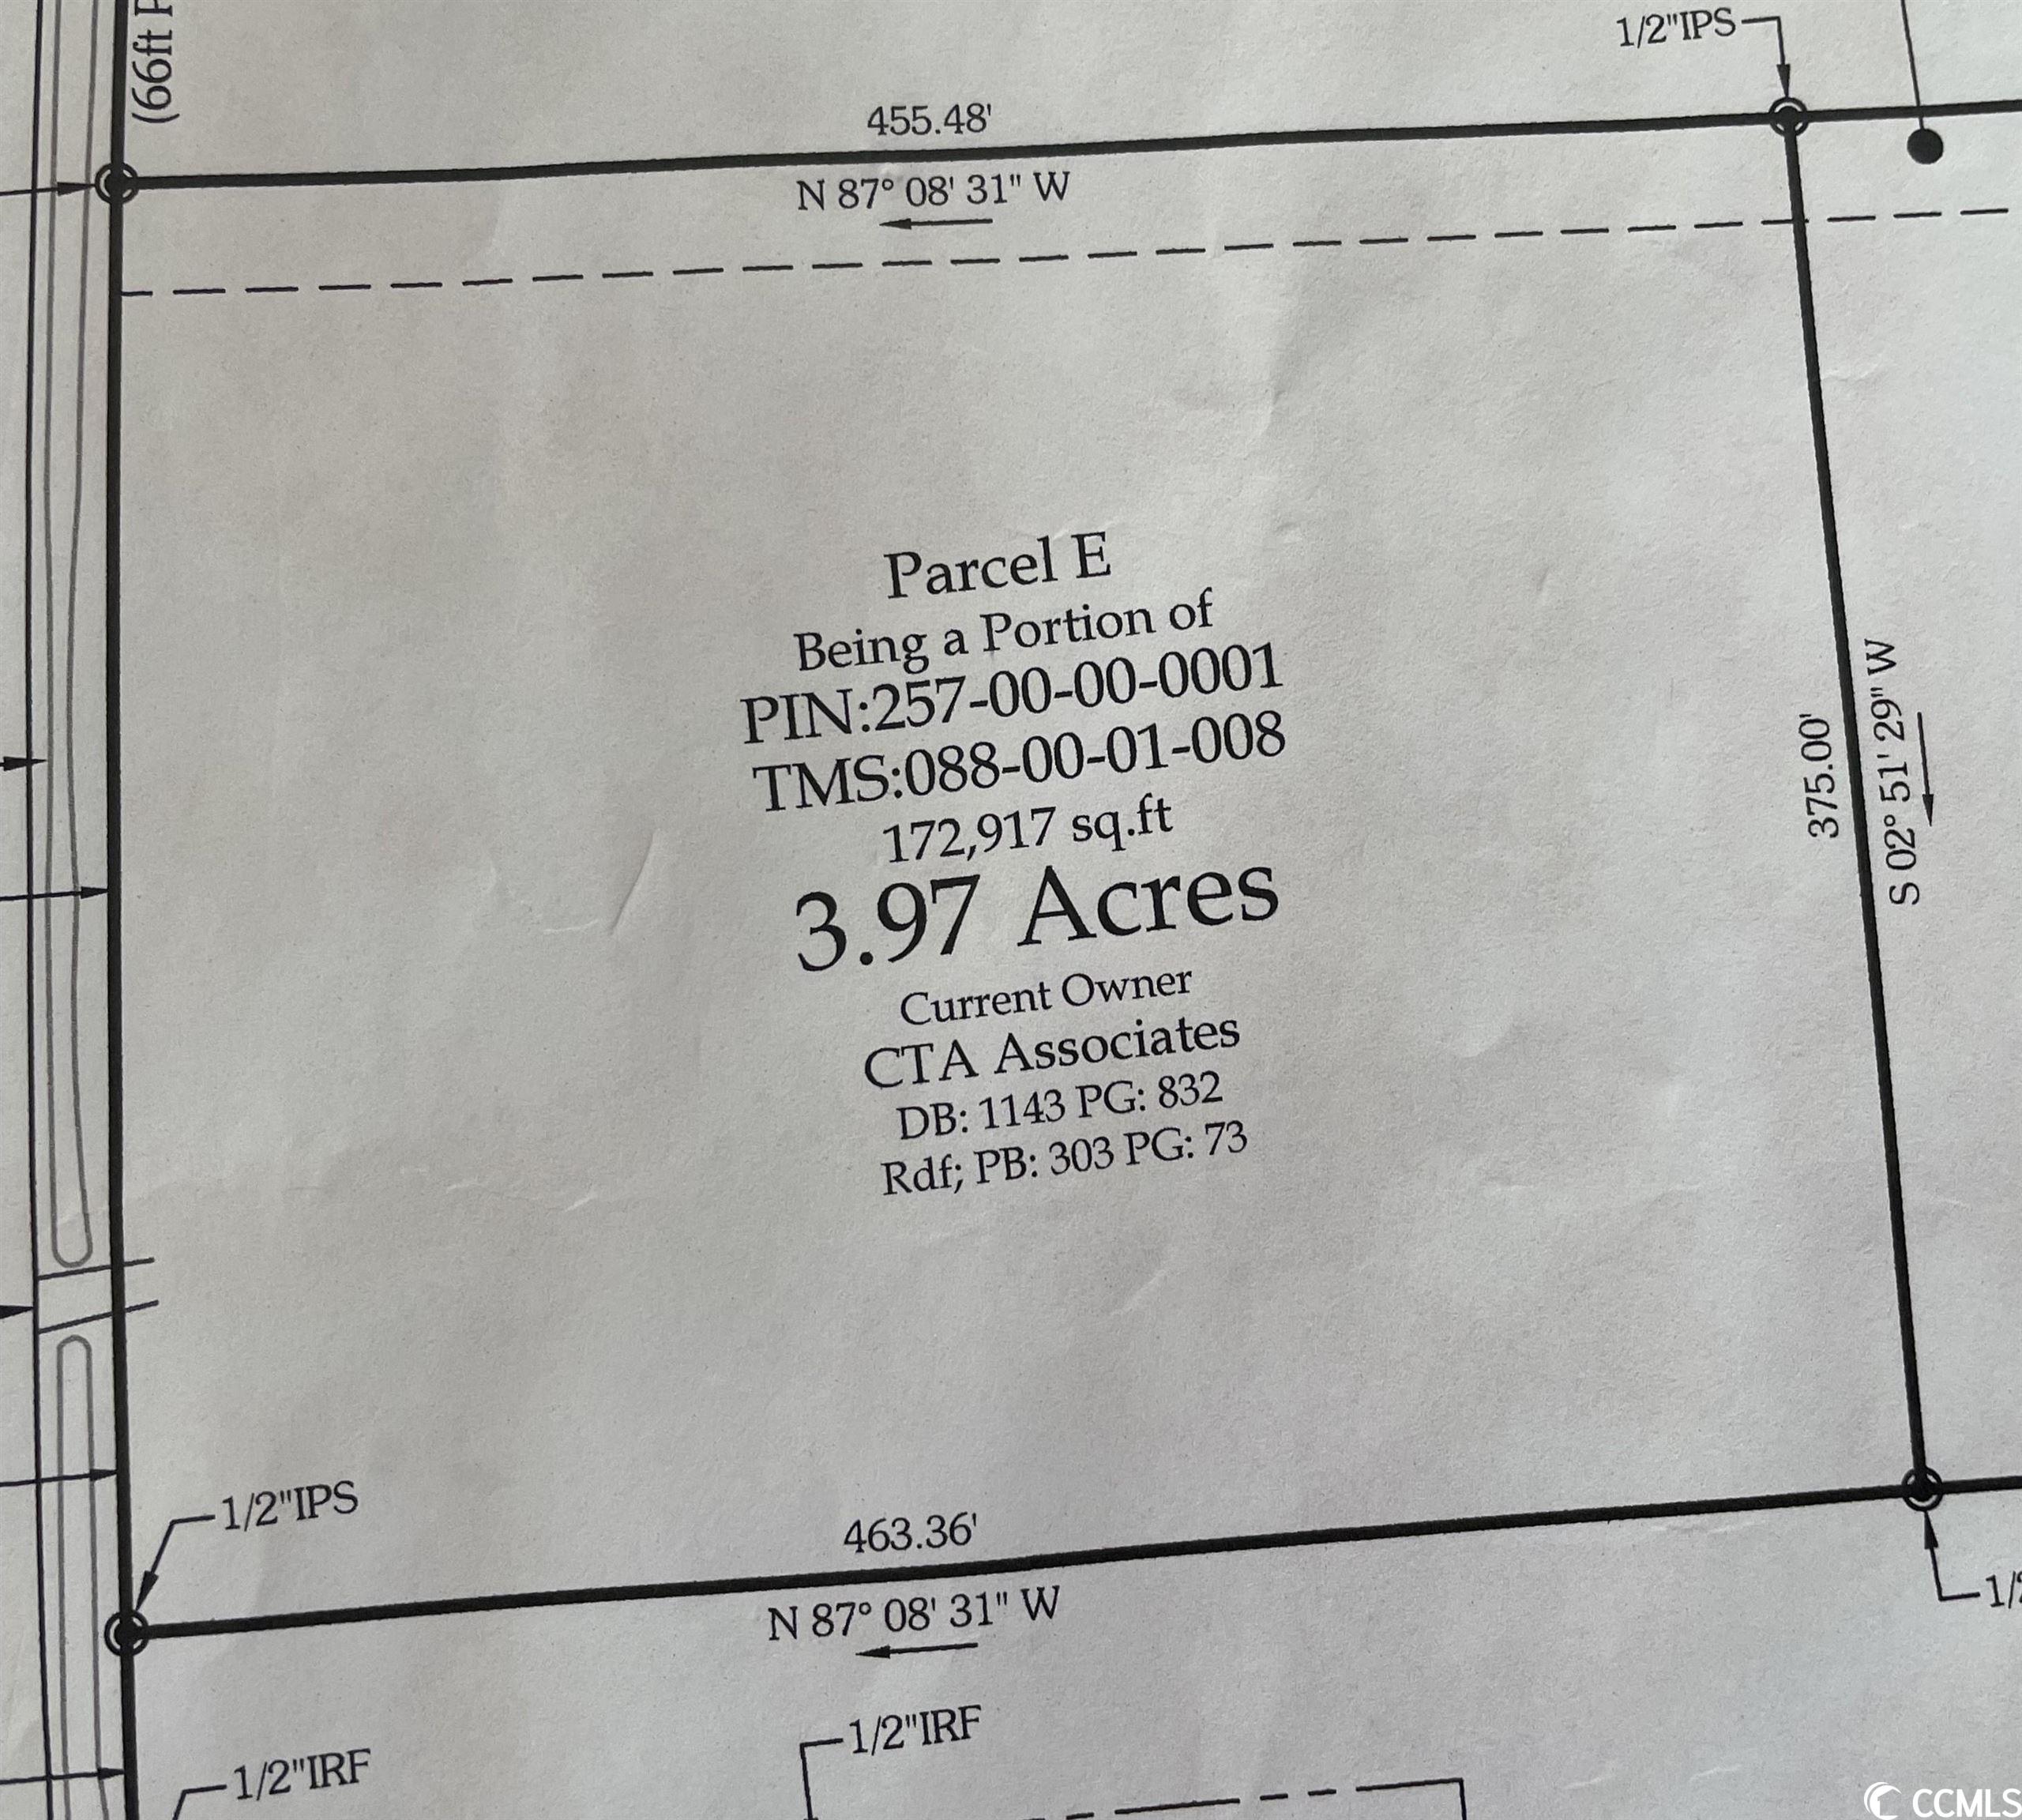 (66ft
1/2"IPS
455.48'
N 87° 08' 31" W
Parcel E
Being a Portion of
PIN:257-00-00-0001
TMS:088-00-01-008
172,917 sq.ft
3.97 Acres
Current Owner
CTA Associates
DB: 1143 PG: 832
Rdf; PB: 303 PG: 73
375.00'
S 02° 51' 29" W
1/2"IPS
463.36'
N 87° 08' 31" W
1/2"IRF
1/2"IRF
CCMLS